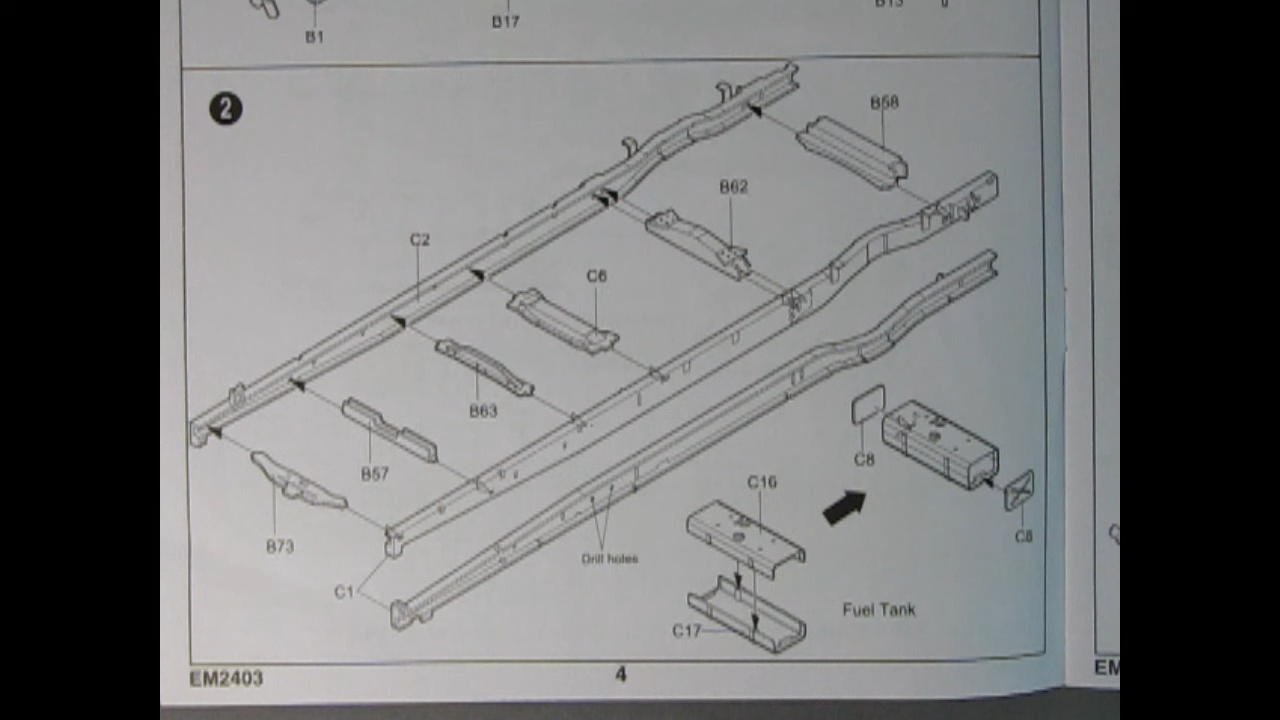 B1
B17
B13
2
B58
B62
C2
C6
B63
B57
C8
C16
B73
C8
Drill holes
C1
Fuel Tank
C17
EM2403
4
EM